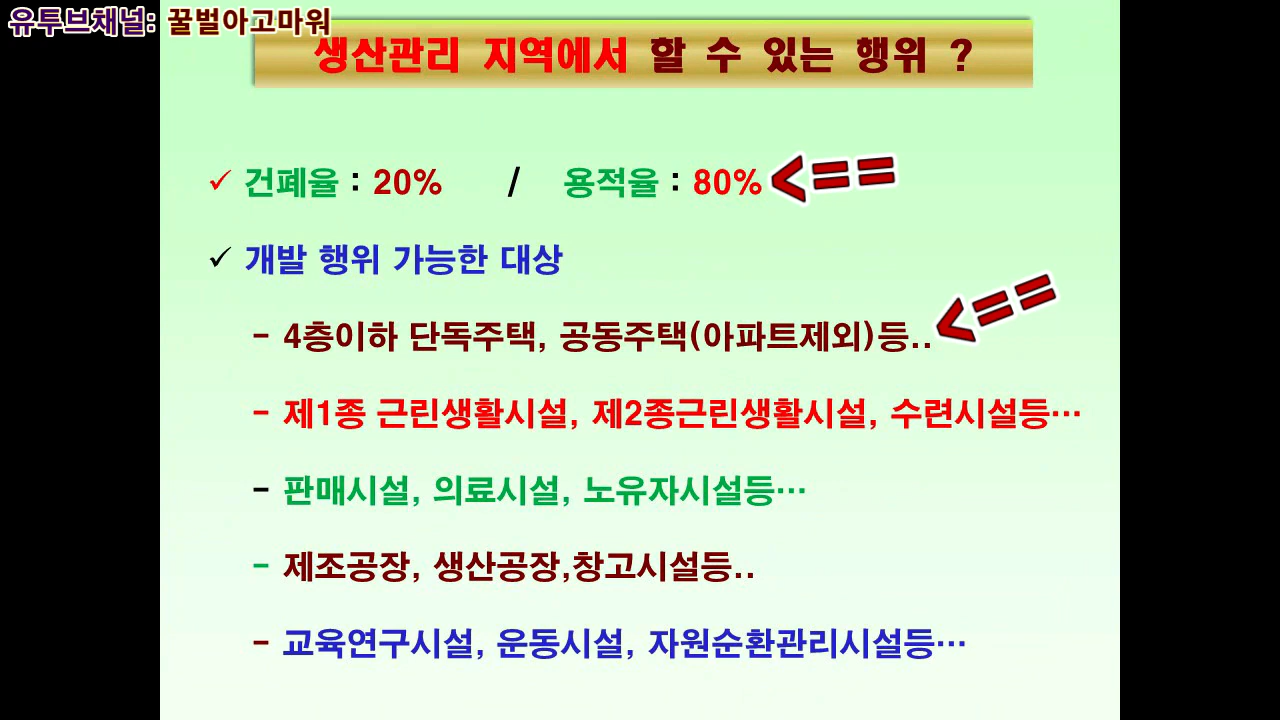 유투브채널: 꿀벌아고마워
생산관리 지역에서 할 수 있는 행위 ?
✓ 건폐율 : 20% / 용적율 : 80% <==
✓ 개발 행위 가능한 대상
- 4층이하 단독주택, 공동주택(아파트제외)등.. <==
- 제1종 근린생활시설, 제2종근린생활시설, 수련시설등…
- 판매시설, 의료시설, 노유자시설등…
- 제조공장, 생산공장,창고시설등..
- 교육연구시설, 운동시설, 자원순환관리시설등…